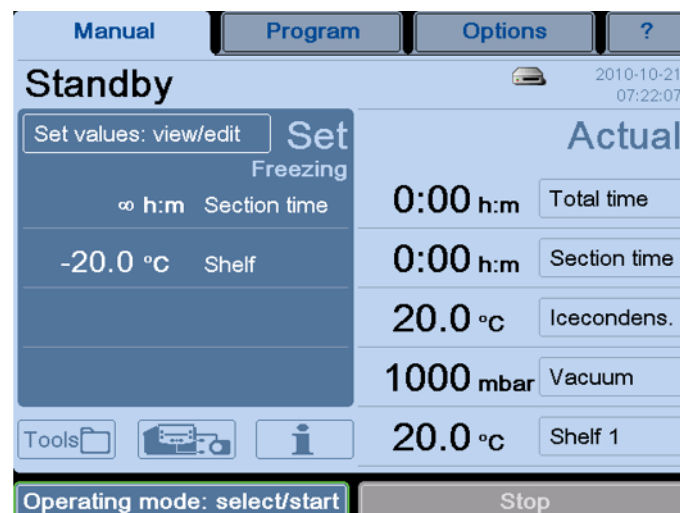 Manual Program Options ?
Standby
2010-10-21
07:22:07
Set values: view/edit Set
Freezing
∞ h:m Section time
-20.0 °C Shelf
Actual
0:00 h:m Total time
0:00 h:m Section time
20.0 °C Icecondens.
1000 mbar Vacuum
20.0 °C Shelf 1
Tools
i
Operating mode: select/start Stop